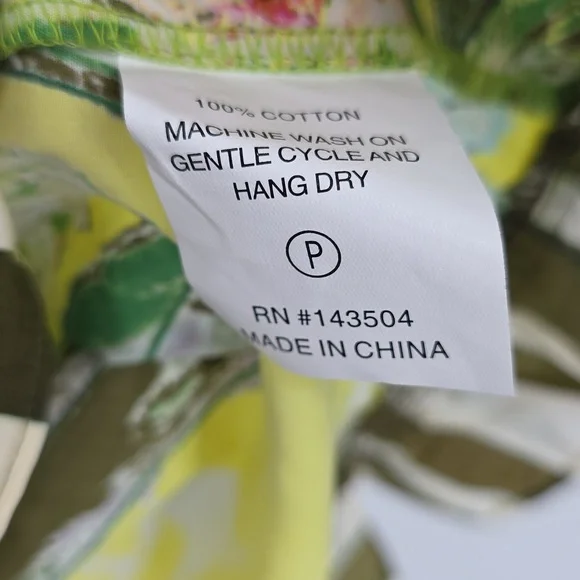 100% COTTON
MACHINE WASH ON
GENTLE CYCLE AND
HANG DRY
P
RN #143504
MADE IN CHINA